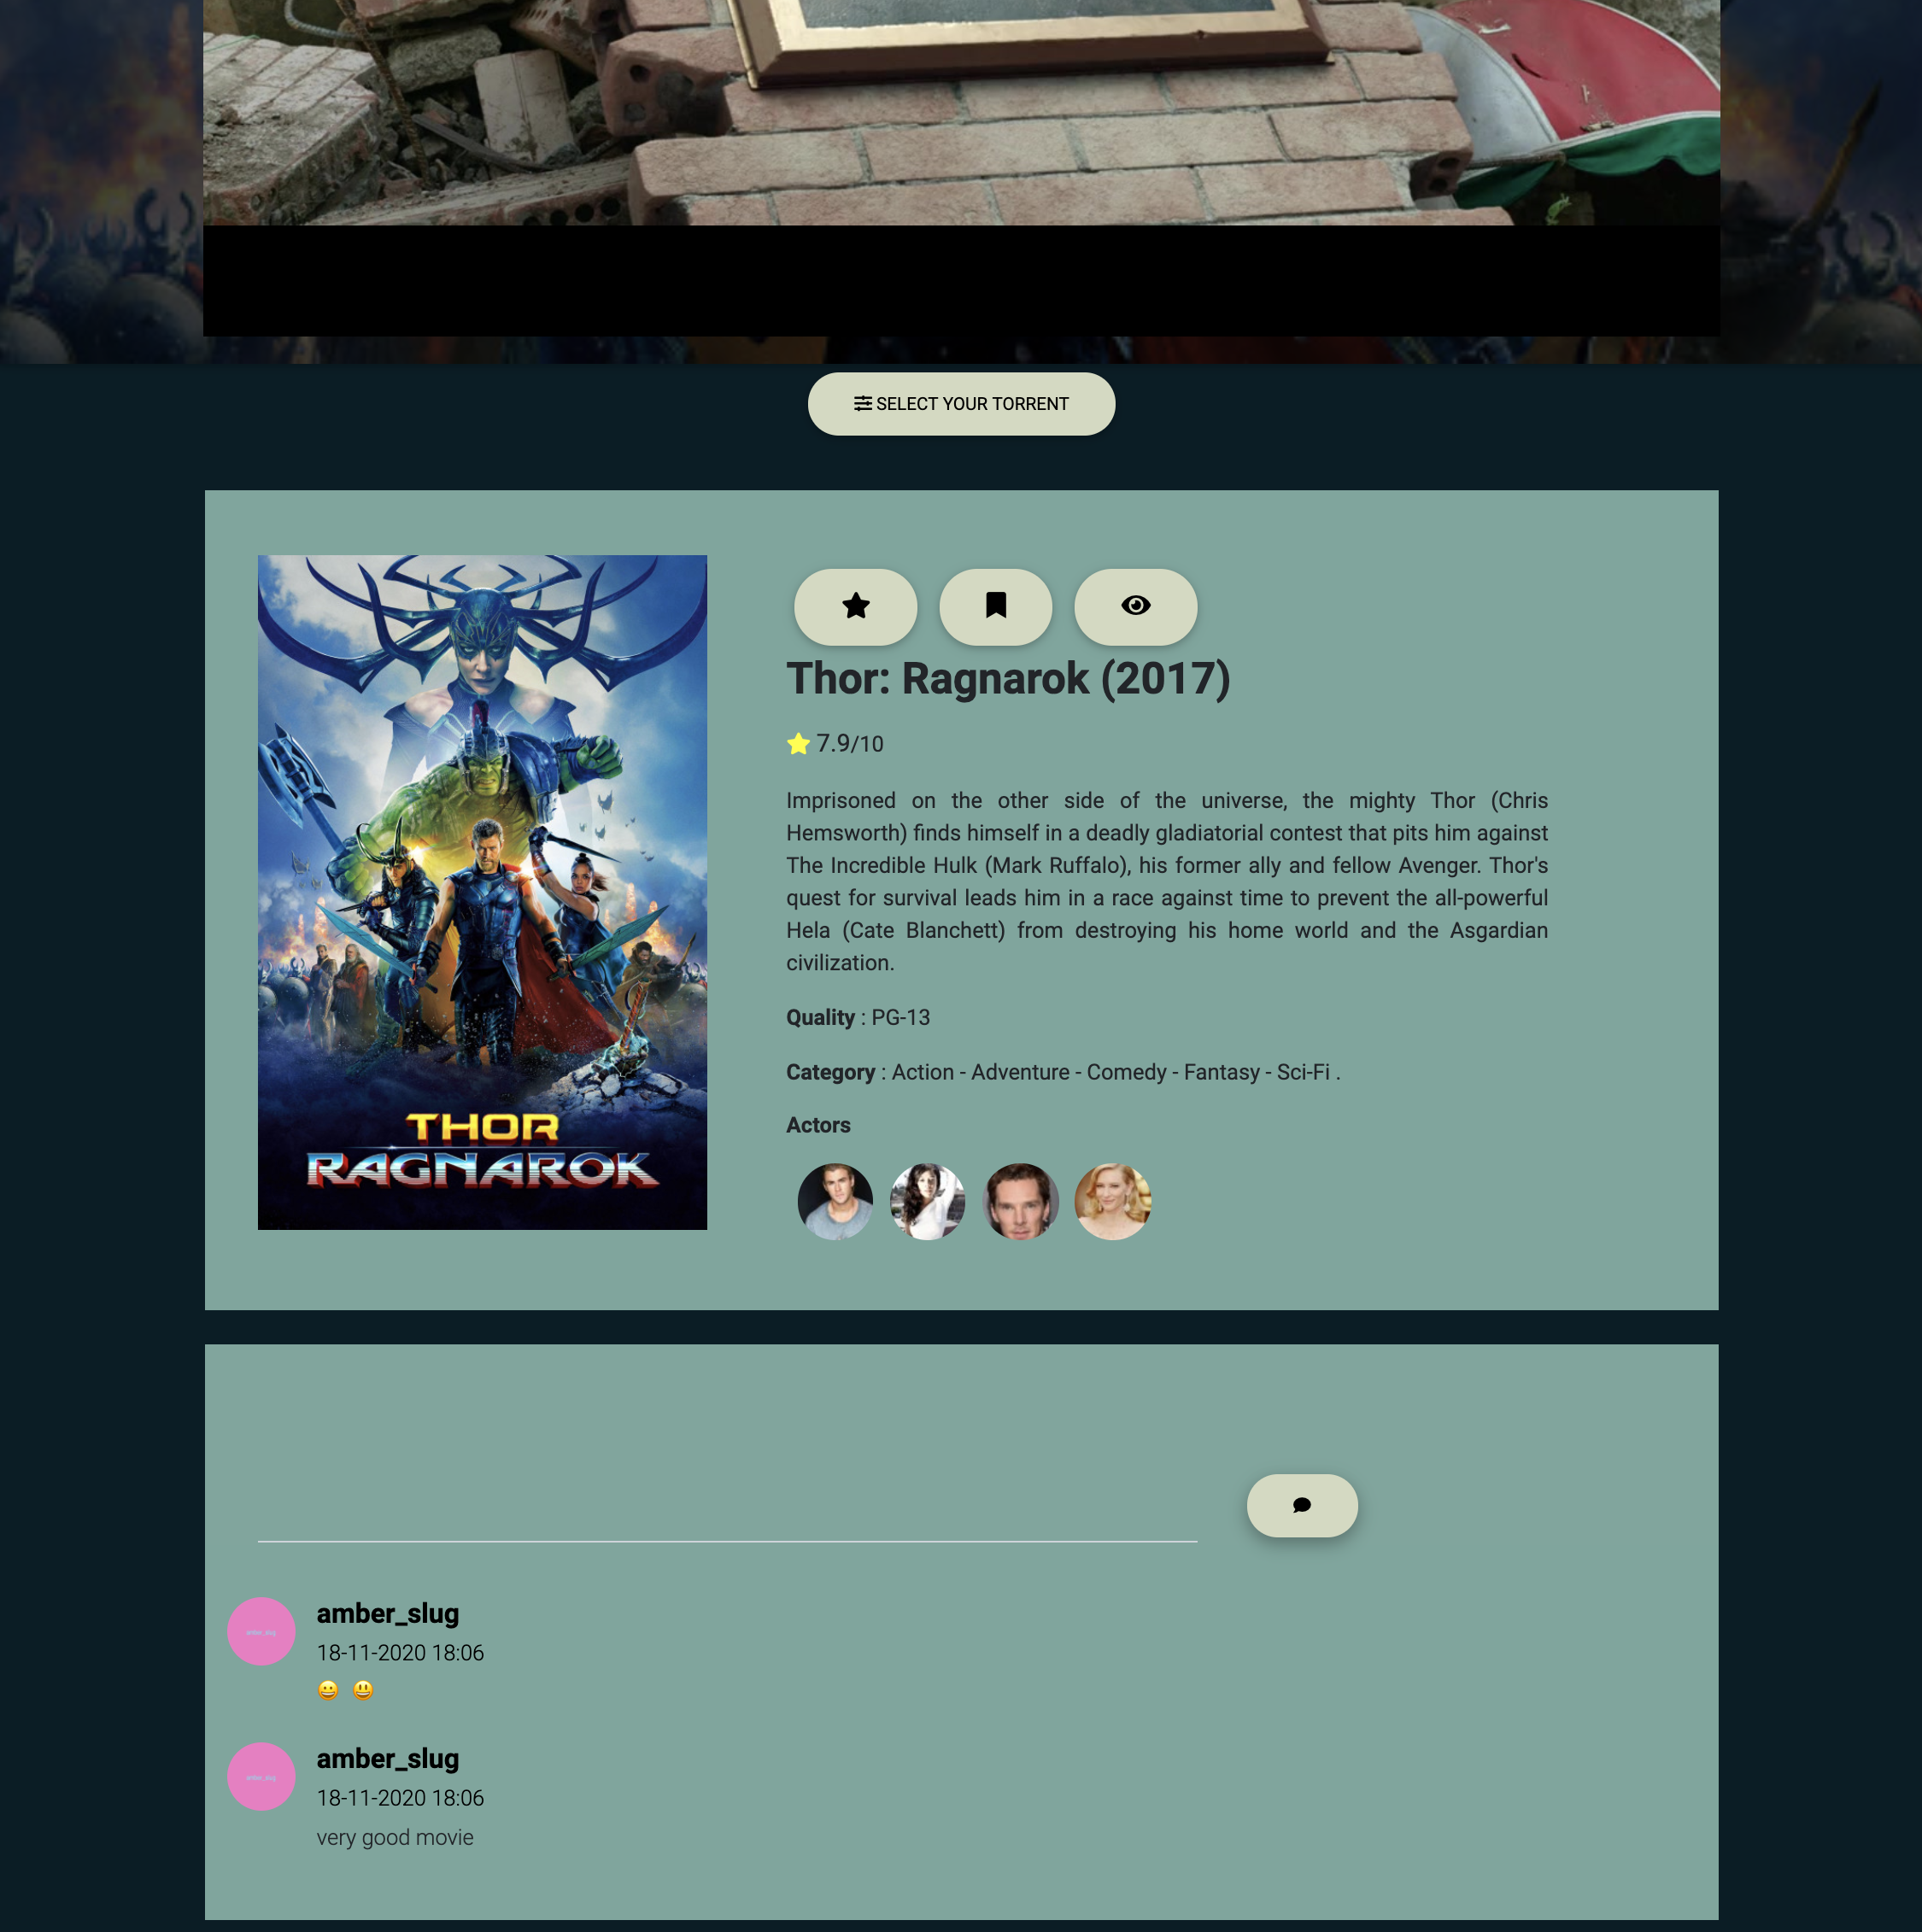 SELECT YOUR TORRENT
Thor: Ragnarok (2017)
7.9/10
Imprisoned on the other side of the universe, the mighty Thor (Chris
Hemsworth) finds himself in a deadly gladiatorial contest that pits him against
The Incredible Hulk (Mark Ruffalo), his former ally and fellow Avenger. Thor's
quest for survival leads him in a race against time to prevent the all-powerful
Hela (Cate Blanchett) from destroying his home world and the Asgardian
civilization.
Quality : PG-13
Category : Action - Adventure - Comedy - Fantasy - Sci-Fi .
Actors
THOR
RAGNAROK
amber_slug
amber_slug
18-11-2020 18:06
😀 😃
amber_slug
amber_slug
18-11-2020 18:06
very good movie